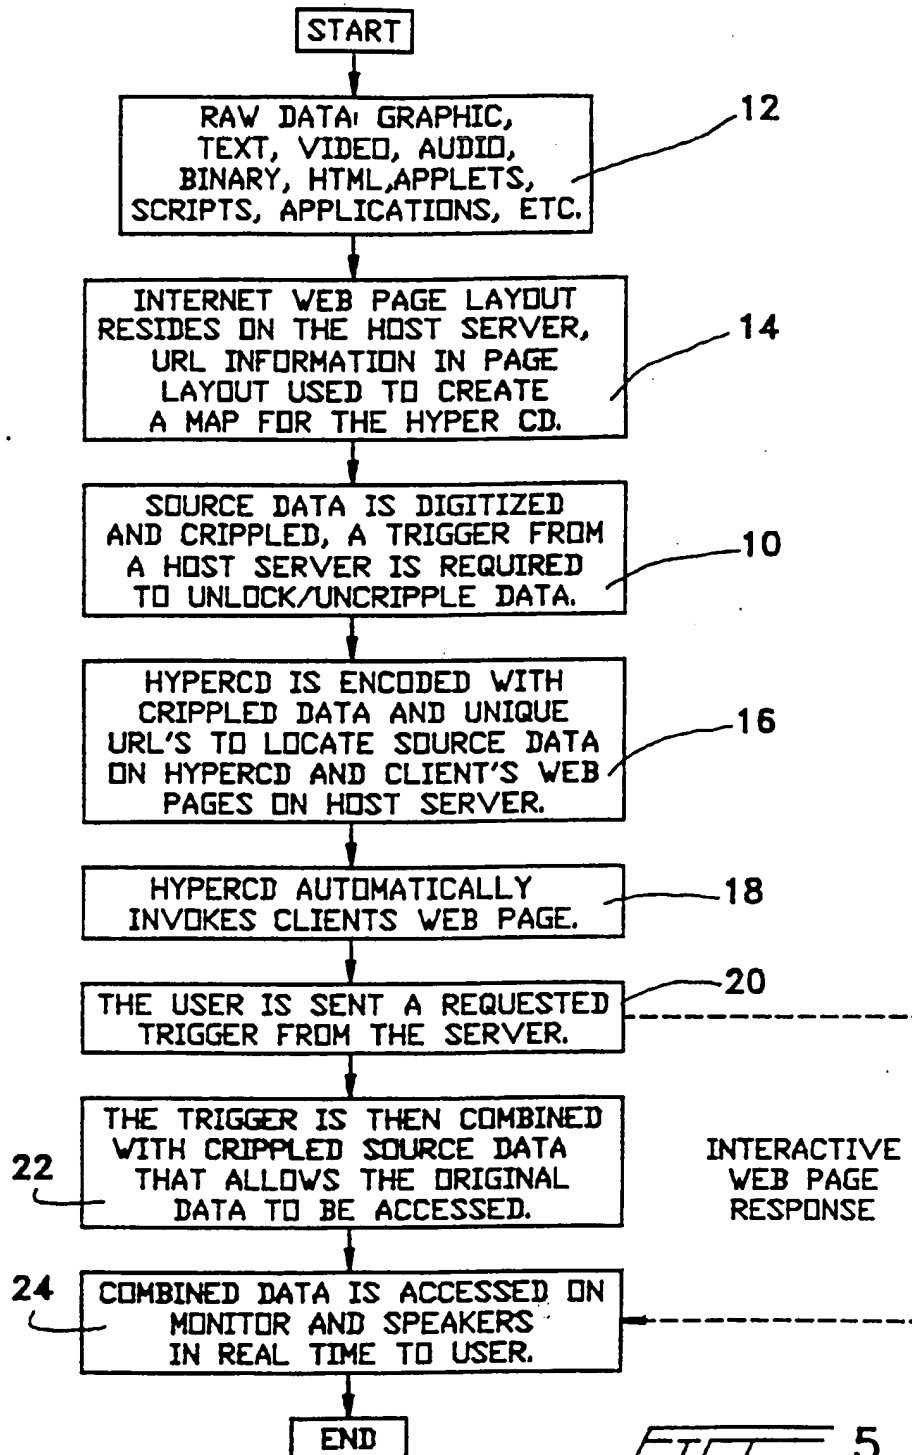 START
RAW DATA: GRAPHIC,
TEXT, VIDEO, AUDIO,
BINARY, HTML,APPLETS,
SCRIPTS, APPLICATIONS, ETC.
12
INTERNET WEB PAGE LAYOUT
RESIDES ON THE HOST SERVER,
URL INFORMATION IN PAGE
LAYOUT USED TO CREATE
A MAP FOR THE HYPER CD.
14
SOURCE DATA IS DIGITIZED
AND CRIPPLED, A TRIGGER FROM
A HOST SERVER IS REQUIRED
TO UNLOCK/UNCRIPPLE DATA.
10
HYPERCD IS ENCODED WITH
CRIPPLED DATA AND UNIQUE
URL'S TO LOCATE SOURCE DATA
ON HYPERCD AND CLIENT'S WEB
PAGES ON HOST SERVER.
16
HYPERCD AUTOMATICALLY
INVOKES CLIENTS WEB PAGE.
18
THE USER IS SENT A REQUESTED
TRIGGER FROM THE SERVER.
20
THE TRIGGER IS THEN COMBINED
WITH CRIPPLED SOURCE DATA
THAT ALLOWS THE ORIGINAL
DATA TO BE ACCESSED.
22
INTERACTIVE
WEB PAGE
RESPONSE
COMBINED DATA IS ACCESSED ON
MONITOR AND SPEAKERS
IN REAL TIME TO USER.
24
END
FIG. 5